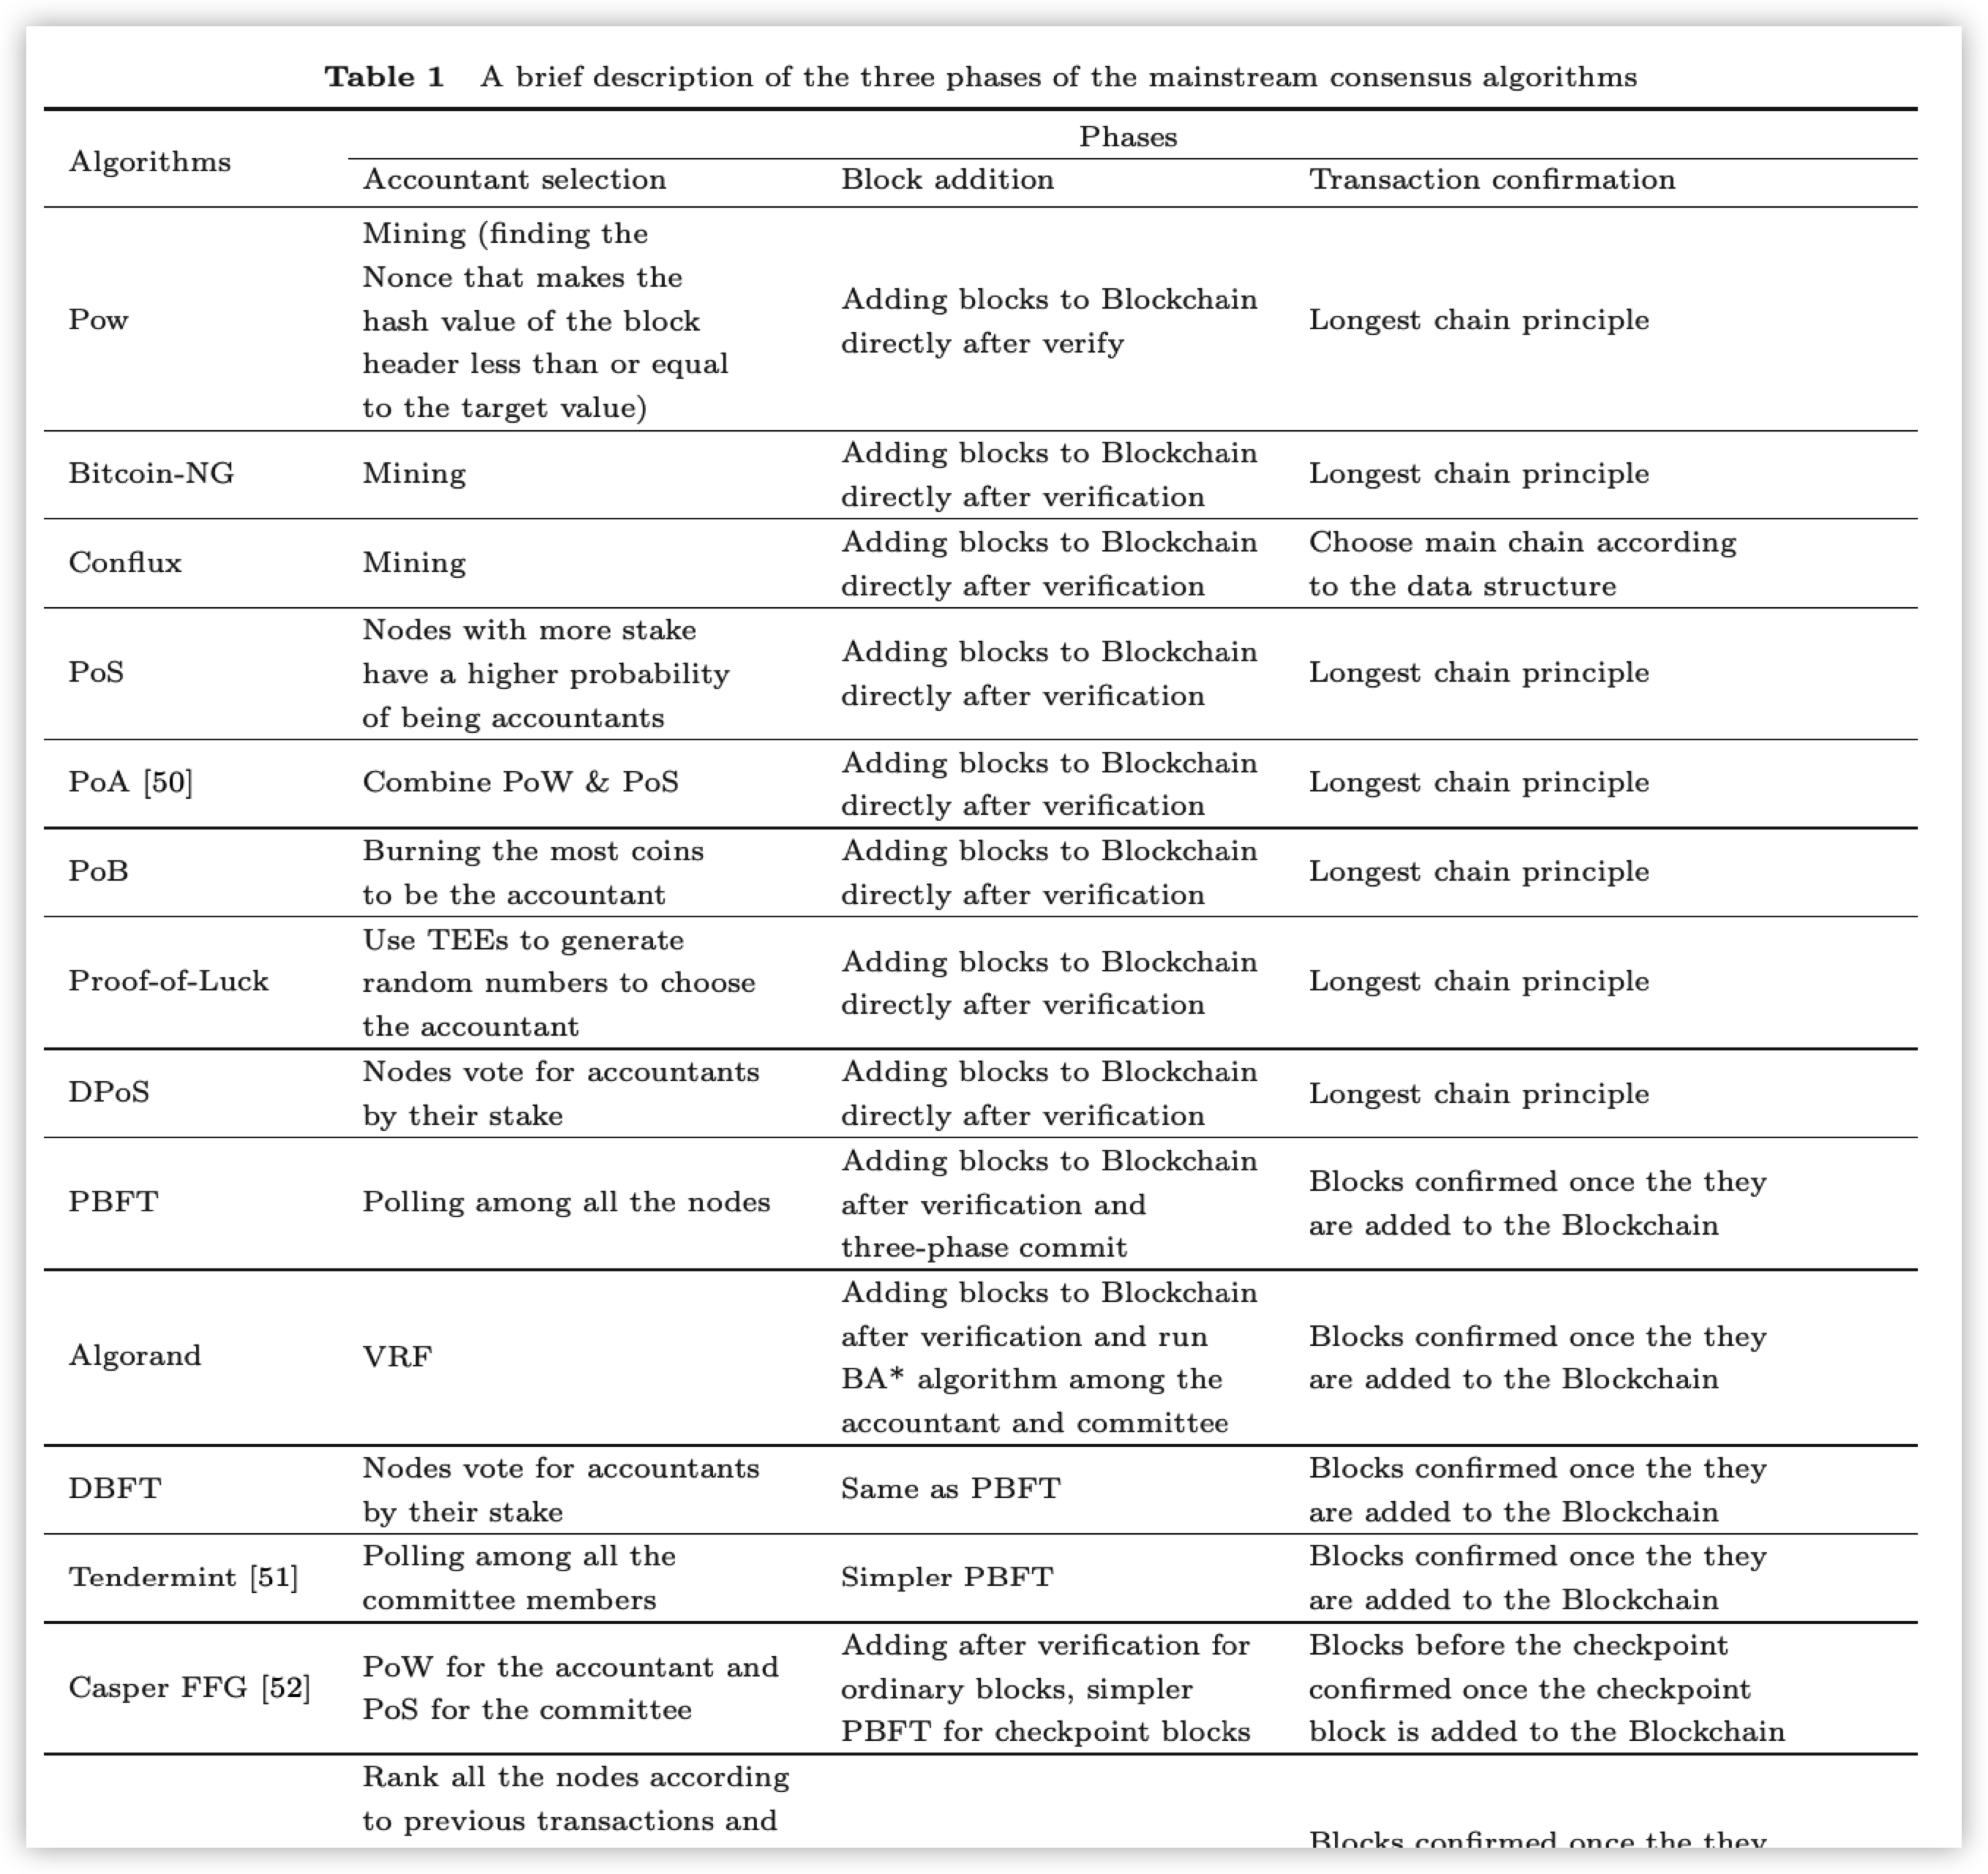 Table 1 A brief description of the three phases of the mainstream consensus algorithms
Algorithms
Phases
Accountant selection
Block addition
Transaction confirmation
Pow
Mining (finding the
Nonce that makes the
hash value of the block
header less than or equal
to the target value)
Adding blocks to Blockchain
directly after verify
Longest chain principle
Bitcoin-NG
Mining
Adding blocks to Blockchain
directly after verification
Longest chain principle
Conflux
Mining
Adding blocks to Blockchain
directly after verification
Choose main chain according
to the data structure
PoS
Nodes with more stake
have a higher probability
of being accountants
Adding blocks to Blockchain
directly after verification
Longest chain principle
PoA [50]
Combine PoW & PoS
Adding blocks to Blockchain
directly after verification
Longest chain principle
PoB
Burning the most coins
to be the accountant
Adding blocks to Blockchain
directly after verification
Longest chain principle
Proof-of-Luck
Use TEEs to generate
random numbers to choose
the accountant
Adding blocks to Blockchain
directly after verification
Longest chain principle
DPoS
Nodes vote for accountants
by their stake
Adding blocks to Blockchain
directly after verification
Longest chain principle
PBFT
Polling among all the nodes
Adding blocks to Blockchain
after verification and
three-phase commit
Blocks confirmed once the they
are added to the Blockchain
Algorand
VRF
Adding blocks to Blockchain
after verification and run
BA* algorithm among the
accountant and committee
Blocks confirmed once the they
are added to the Blockchain
DBFT
Nodes vote for accountants
by their stake
Same as PBFT
Blocks confirmed once the they
are added to the Blockchain
Tendermint [51]
Polling among all the
committee members
Simpler PBFT
Blocks confirmed once the they
are added to the Blockchain
Casper FFG [52]
PoW for the accountant and
PoS for the committee
Adding after verification for
ordinary blocks, simpler
PBFT for checkpoint blocks
Blocks before the checkpoint
confirmed once the checkpoint
block is added to the Blockchain
Rank all the nodes according
to previous transactions and
Blocks confirmed once the they